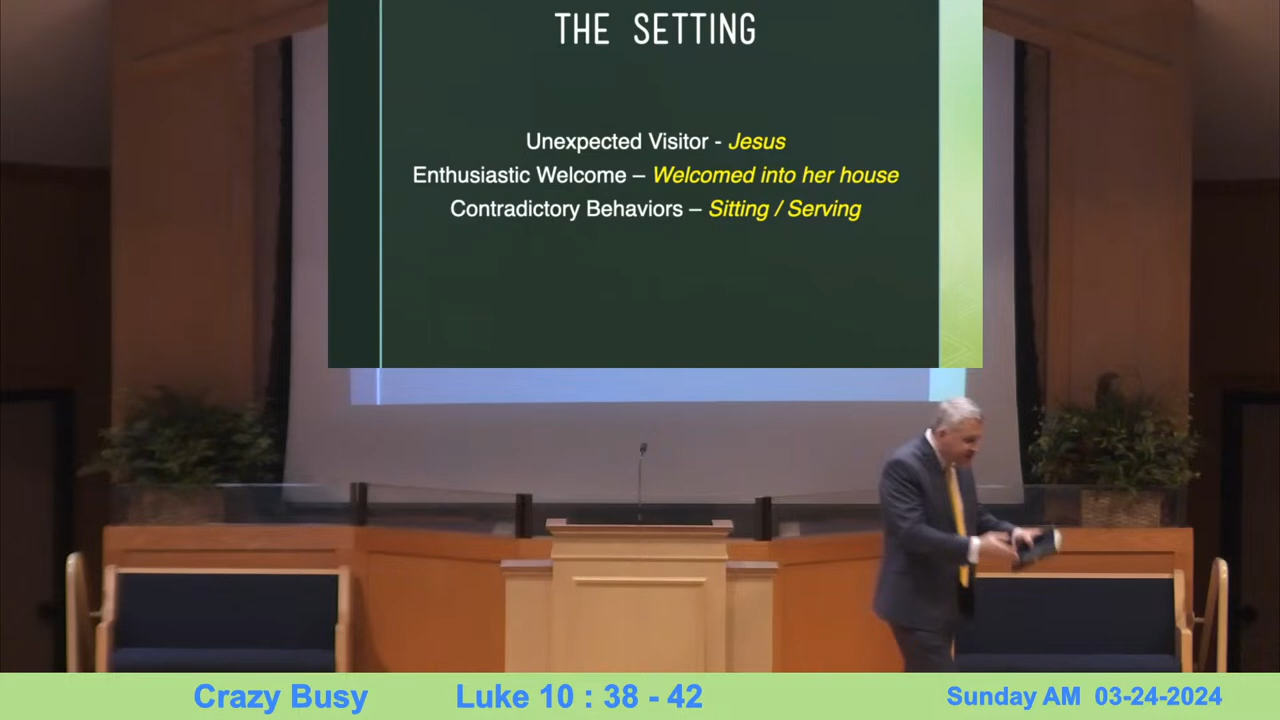 THE SETTING
Unexpected Visitor - Jesus
Enthusiastic Welcome – Welcomed into her house
Contradictory Behaviors – Sitting / Serving
Crazy Busy Luke 10 : 38 - 42 Sunday AM 03-24-2024